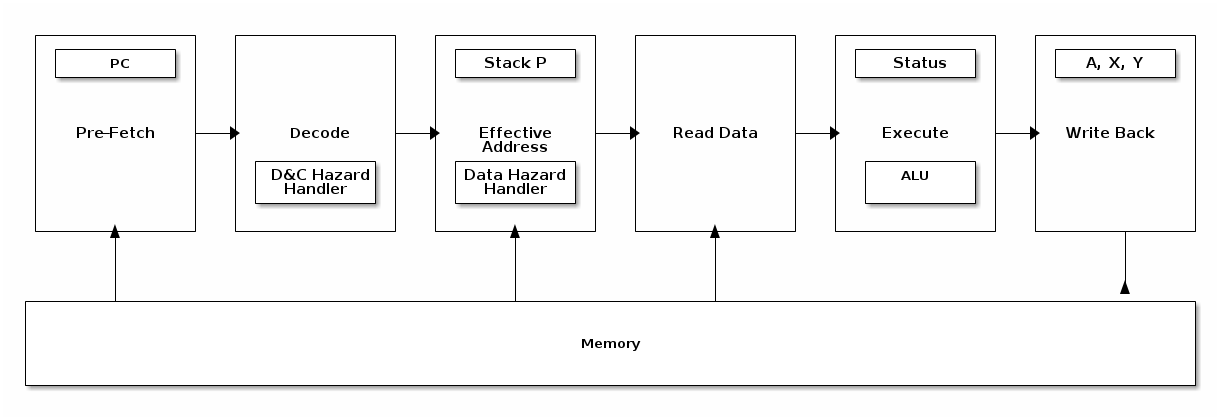 PC
Pre-Fetch
Decode
D&C Hazard
Handler
Stack P
Effective
Address
Data Hazard
Handler
Read Data
Status
Execute
ALU
A, X, Y
Write Back
Memory